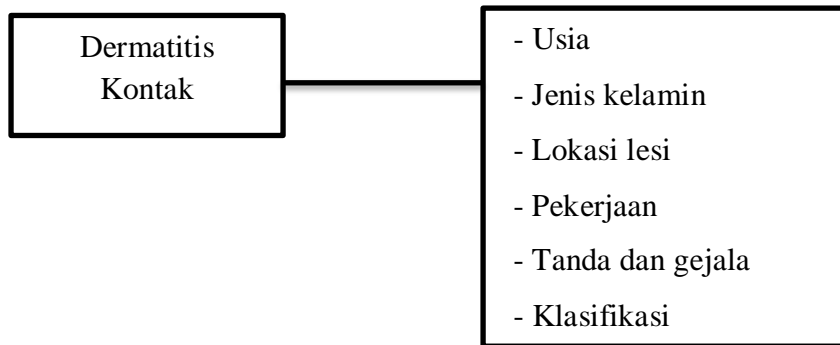 Dermatitis
Kontak
- Usia
- Jenis kelamin
- Lokasi lesi
- Pekerjaan
- Tanda dan gejala
- Klasifikasi